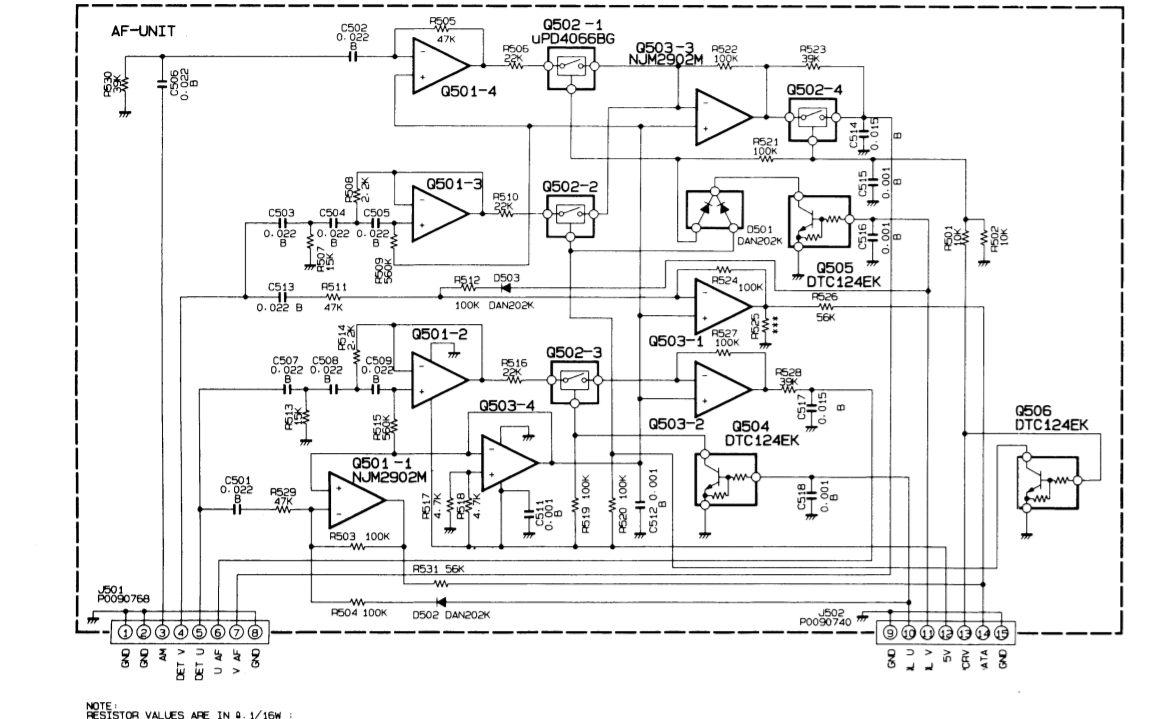 AF-UNIT
C502
0.022
B
R505
47K
Q501-4
R506
22K
Q502-1
uPD4066BG
Q503-3
NJM2902M
R522
100K
R523
39K
Q502-4
C514
0.015
B
R530
39K
C506
0.022
B
R521
100K
C515
0.001
B
R508
2.2K
Q501-3
R510
22K
Q502-2
C503
0.022
B
C504
0.022
B
C505
0.022
B
R507
15K
R509
560K
D501
DAN202K
Q505
DTC124EK
C516
0.001
B
R501
10K
R502
10K
C513
0.022 B
R511
47K
R512
100K
D503
DAN202K
R524
100K
R525
***
R526
56K
Q503-1
R527
100K
R514
2.2K
Q501-2
R516
22K
Q502-3
C507
0.022
B
C508
0.022
B
C509
0.022
B
R513
15K
R515
560K
Q503-4
Q503-2
R528
39K
C517
0.015
B
Q504
DTC124EK
Q506
DTC124EK
Q501-1
NJM2902M
C501
0.022
B
R529
47K
R517
4.7K
R518
4.7K
C511
0.001
B
R519 100K
R520 100K
C512 0.001
B
C518
0.001
B
R503 100K
R531 56K
R504 100K
D502 DAN202K
J501
P0090768
J502
P0090740
1 2 3 4 5 6 7 8
GND
GND
AM
DET V
DET U
U AF
V AF
GND
9 10 11 12 13 14 15
GND
IL U
IL V
5V
CRV
ATA
GND
NOTE:
RESISTOR VALUES ARE IN Ω. 1/16W :